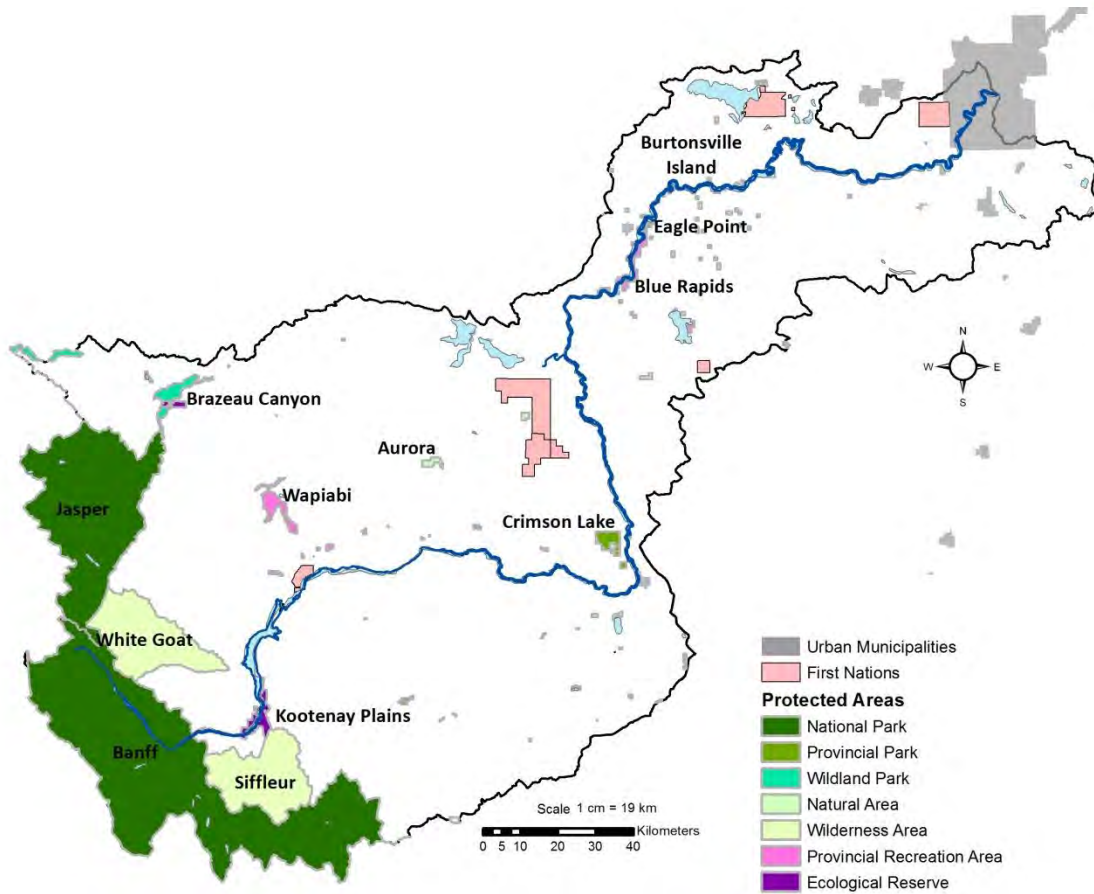 Burtonsville
Island
Eagle Point
Blue Rapids
N
W E
S
Brazeau Canyon
Aurora
Jasper
Wapiabi
Crimson Lake
White Goat
Kootenay Plains
Banff
Siffleur
Urban Municipalities
First Nations
Protected Areas
National Park
Provincial Park
Wildland Park
Natural Area
Wilderness Area
Provincial Recreation Area
Ecological Reserve
Scale 1 cm = 19 km
Kilometers
0 5 10 20 30 40